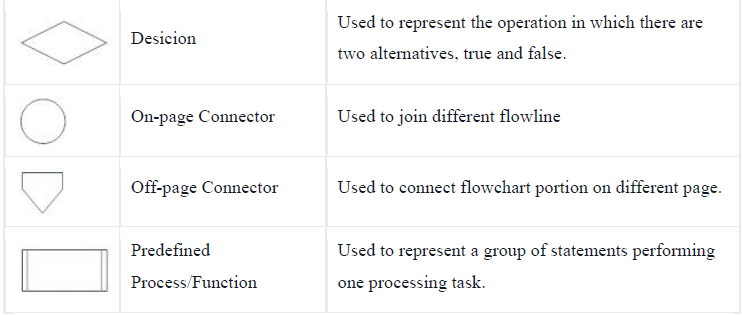 Desicion
Used to represent the operation in which there are
two alternatives, true and false.
On-page Connector
Used to join different flowline
Off-page Connector
Used to connect flowchart portion on different page.
Predefined
Process/Function
Used to represent a group of statements performing
one processing task.